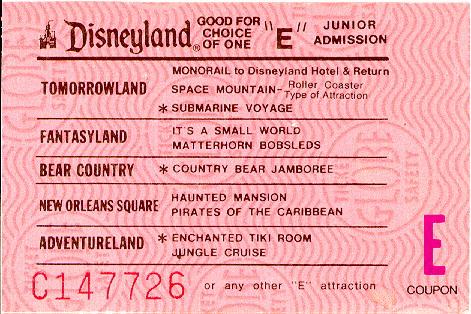 Disneyland® GOOD FOR CHOICE OF ONE "E" JUNIOR ADMISSION
TOMORROWLAND
MONORAIL to Disneyland Hotel & Return
SPACE MOUNTAIN- Roller Coaster Type of Attraction
* SUBMARINE VOYAGE
FANTASYLAND
IT'S A SMALL WORLD
MATTERHORN BOBSLEDS
BEAR COUNTRY * COUNTRY BEAR JAMBOREE
NEW ORLEANS SQUARE
HAUNTED MANSION
PIRATES OF THE CARIBBEAN
ADVENTURELAND
* ENCHANTED TIKI ROOM
JUNGLE CRUISE
E
COUPON
C147726 or any other "E" attraction